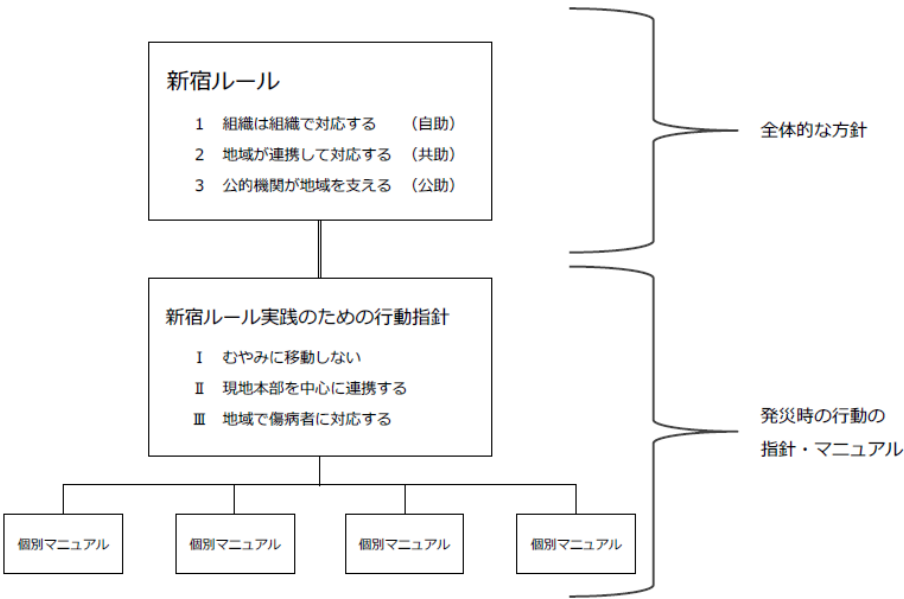 新宿ルール
1 組織は組織で対応する （自助）
2 地域が連携して対応する （共助）
3 公的機関が地域を支える （公助）
全体的な方針
新宿ルール実践のための行動指針
Ⅰ むやみに移動しない
Ⅱ 現地本部を中心に連携する
Ⅲ 地域で傷病者に対応する
発災時の行動の
指針・マニュアル
個別マニュアル
個別マニュアル
個別マニュアル
個別マニュアル